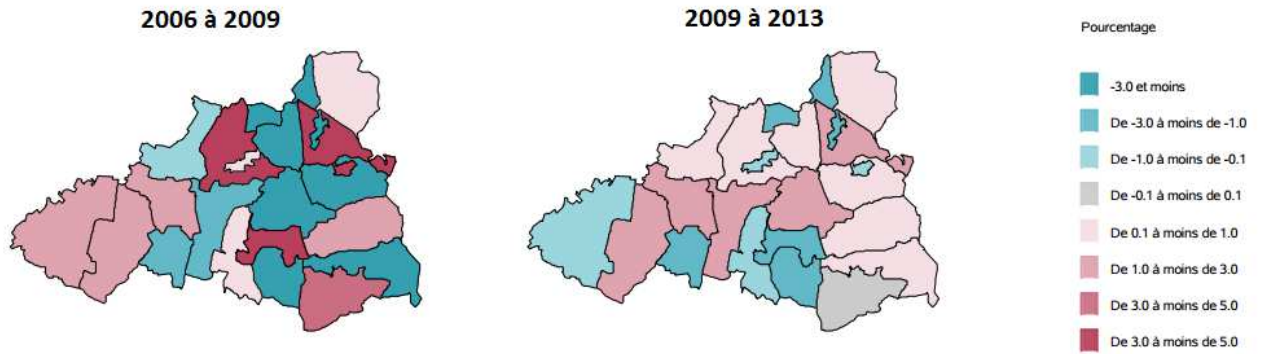 2006 à 2009
2009 à 2013
Pourcentage
-3.0 et moins
De -3.0 à moins de -1.0
De -1.0 à moins de -0.1
De -0.1 à moins de 0.1
De 0.1 à moins de 1.0
De 1.0 à moins de 3.0
De 3.0 à moins de 5.0
De 3.0 à moins de 5.0